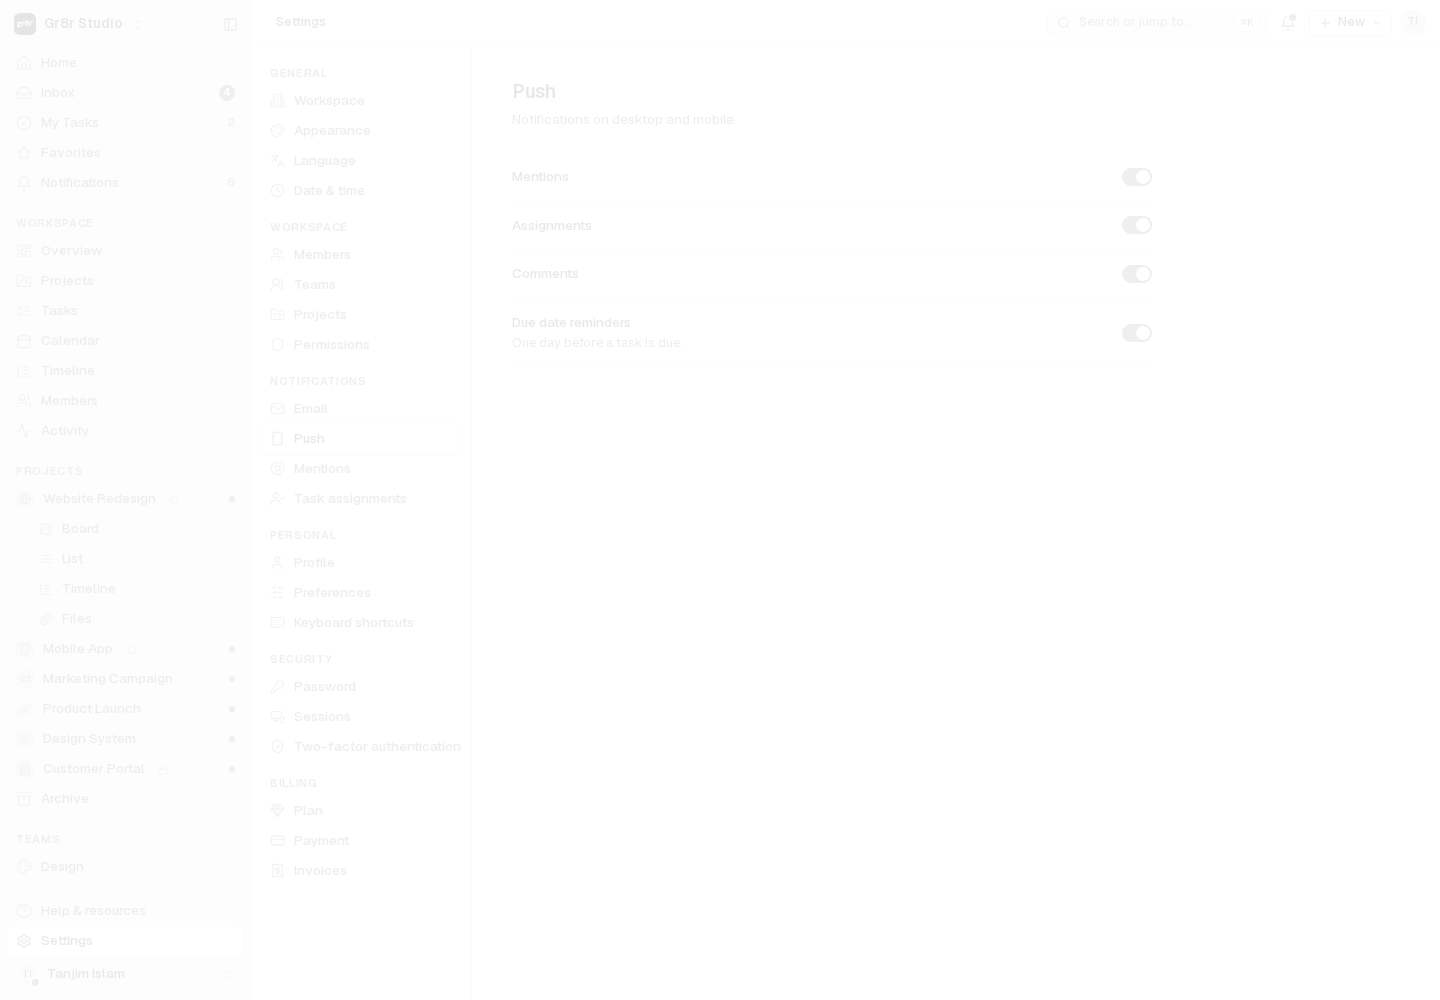 Gr8r Studio
Home
Inbox 4
My Tasks 2
Favorites
Notifications 6
WORKSPACE
Overview
Projects
Tasks
Calendar
Timeline
Members
Activity
PROJECTS
Website Redesign
Board
List
Timeline
Files
Mobile App
Marketing Campaign
Product Launch
Design System
Customer Portal
Archive
TEAMS
Design
Help & resources
Settings
TI Tanjim Islam
Settings
Search or jump to... ⌘K
New
TI
GENERAL
Workspace
Appearance
Language
Date & time
WORKSPACE
Members
Teams
Projects
Permissions
NOTIFICATIONS
Email
Push
Mentions
Task assignments
PERSONAL
Profile
Preferences
Keyboard shortcuts
SECURITY
Password
Sessions
Two-factor authentication
BILLING
Plan
Payment
Invoices
Push
Notifications on desktop and mobile.
Mentions
Assignments
Comments
Due date reminders
One day before a task is due.